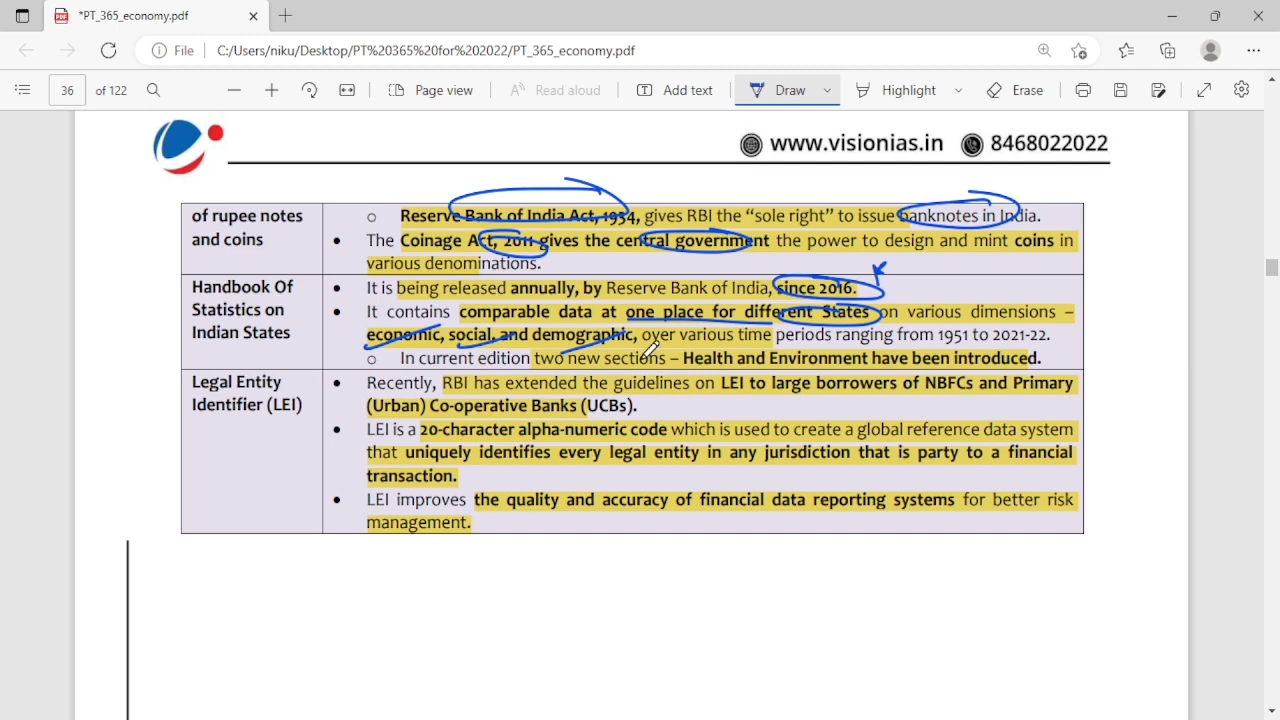 *PT_365_economy.pdf
File
C:/Users/niku/Desktop/PT%20365%20for%202022/PT_365_economy.pdf
36 of 122
Page view
Read aloud
Add text
Draw
Highlight
Erase
www.visionias.in 8468022022
of rupee notes and coins
o Reserve Bank of India Act, 1934, gives RBI the “sole right” to issue banknotes in India.
• The Coinage Act, 2011 gives the central government the power to design and mint coins in
various denominations.
Handbook Of
Statistics on
Indian States
• It is being released annually, by Reserve Bank of India, since 2016.
• It contains comparable data at one place for different States on various dimensions –
economic, social, and demographic, over various time periods ranging from 1951 to 2021-22.
o In current edition two new sections – Health and Environment have been introduced.
Legal Entity
Identifier (LEI)
• Recently, RBI has extended the guidelines on LEI to large borrowers of NBFCs and Primary
(Urban) Co-operative Banks (UCBs).
• LEI is a 20-character alpha-numeric code which is used to create a global reference data system
that uniquely identifies every legal entity in any jurisdiction that is party to a financial
transaction.
• LEI improves the quality and accuracy of financial data reporting systems for better risk
management.